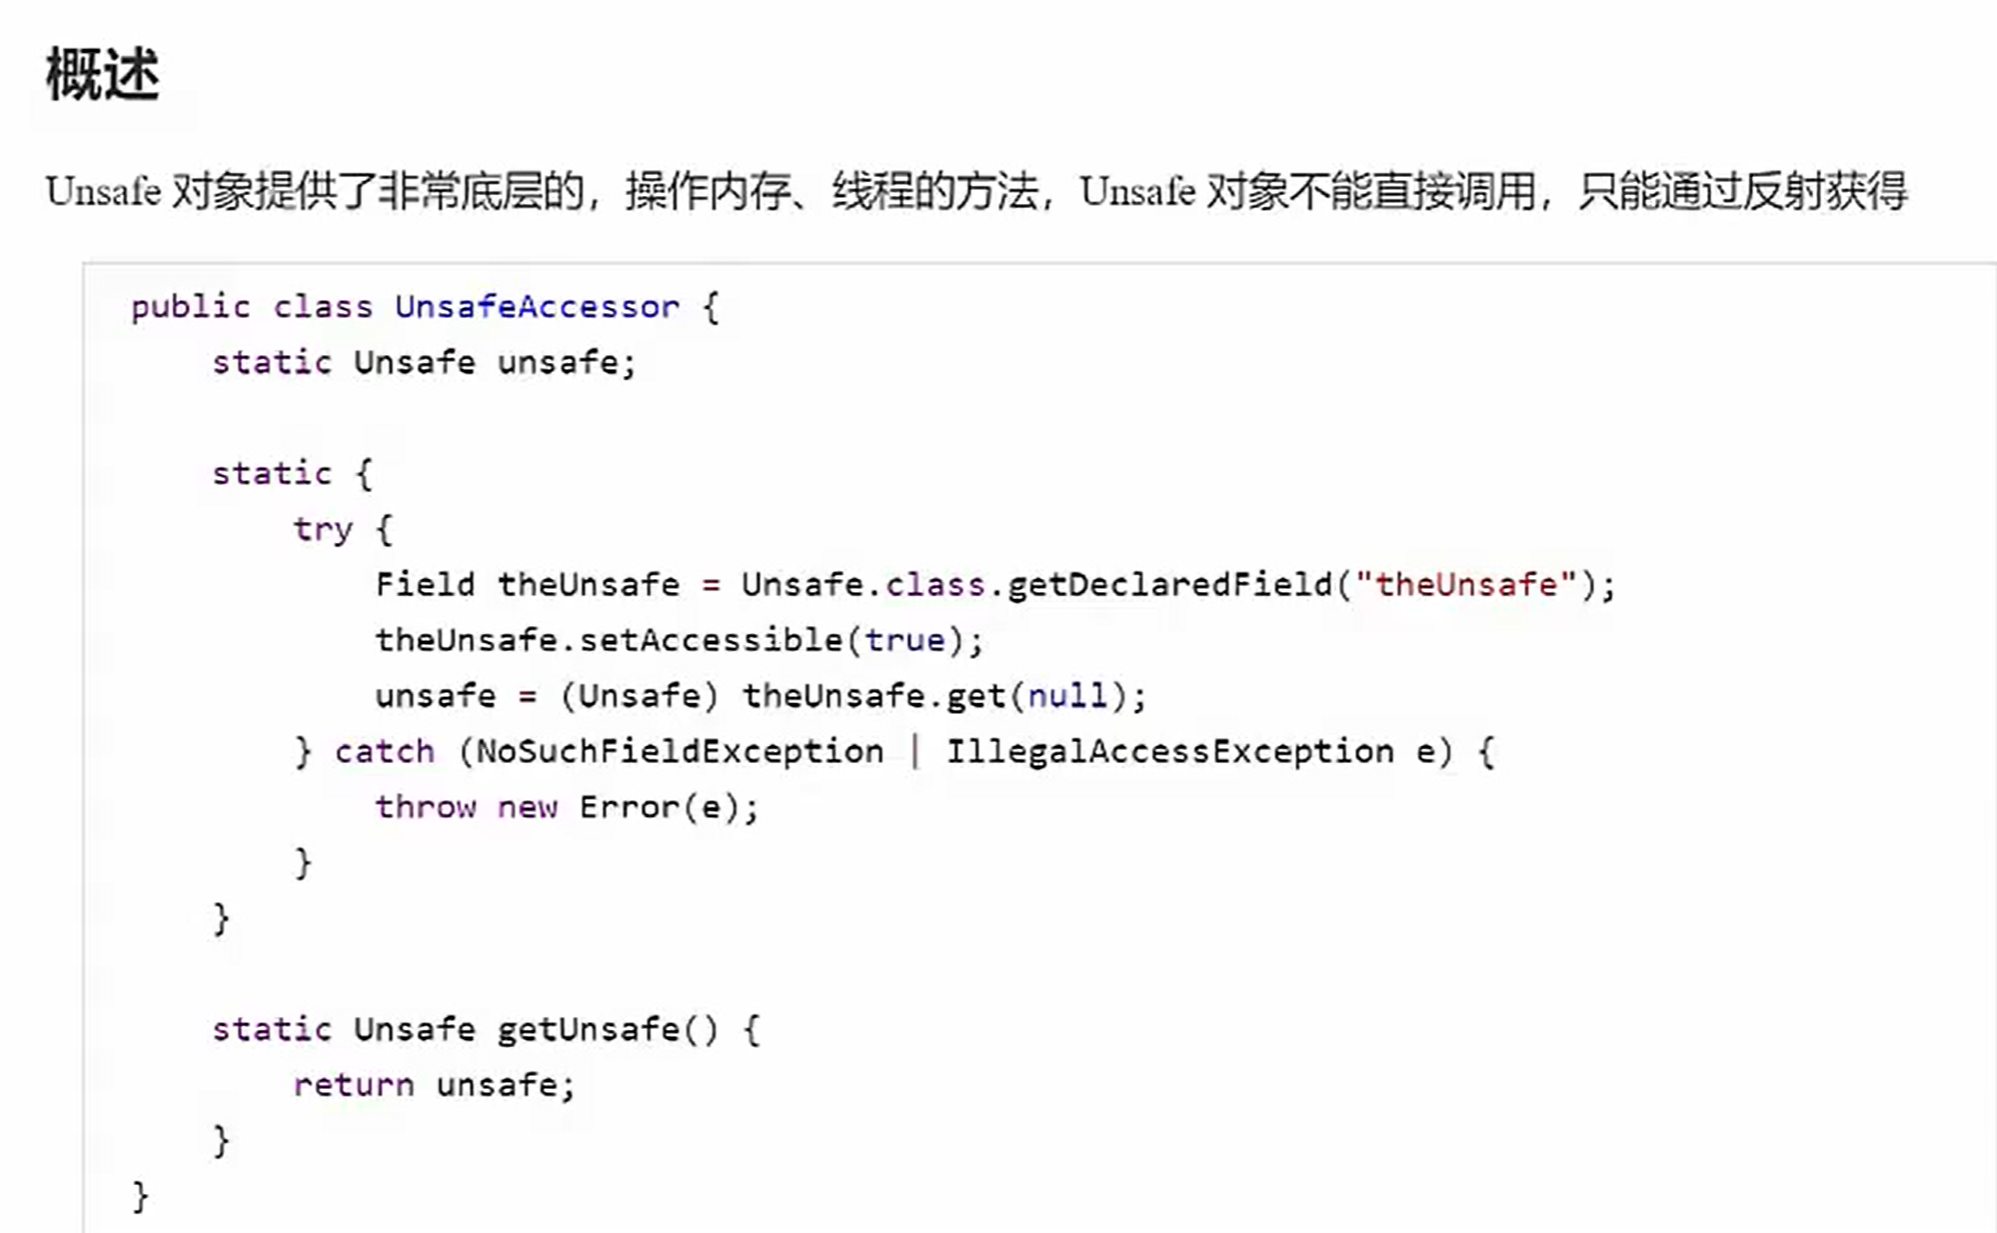 概述
Unsafe 对象提供了非常底层的，操作内存、线程的方法，Unsafe 对象不能直接调用，只能通过反射获得
public class UnsafeAccessor {
    static Unsafe unsafe;

    static {
        try {
            Field theUnsafe = Unsafe.class.getDeclaredField("theUnsafe");
            theUnsafe.setAccessible(true);
            unsafe = (Unsafe) theUnsafe.get(null);
        } catch (NoSuchFieldException | IllegalAccessException e) {
            throw new Error(e);
        }
    }

    static Unsafe getUnsafe() {
        return unsafe;
    }
}